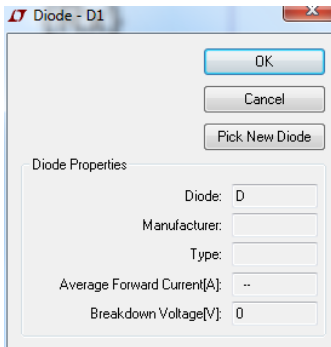 Diode - D1
OK
Cancel
Pick New Diode
Diode Properties
Diode: D
Manufacturer:
Type:
Average Forward Current[A]: --
Breakdown Voltage[V]: 0